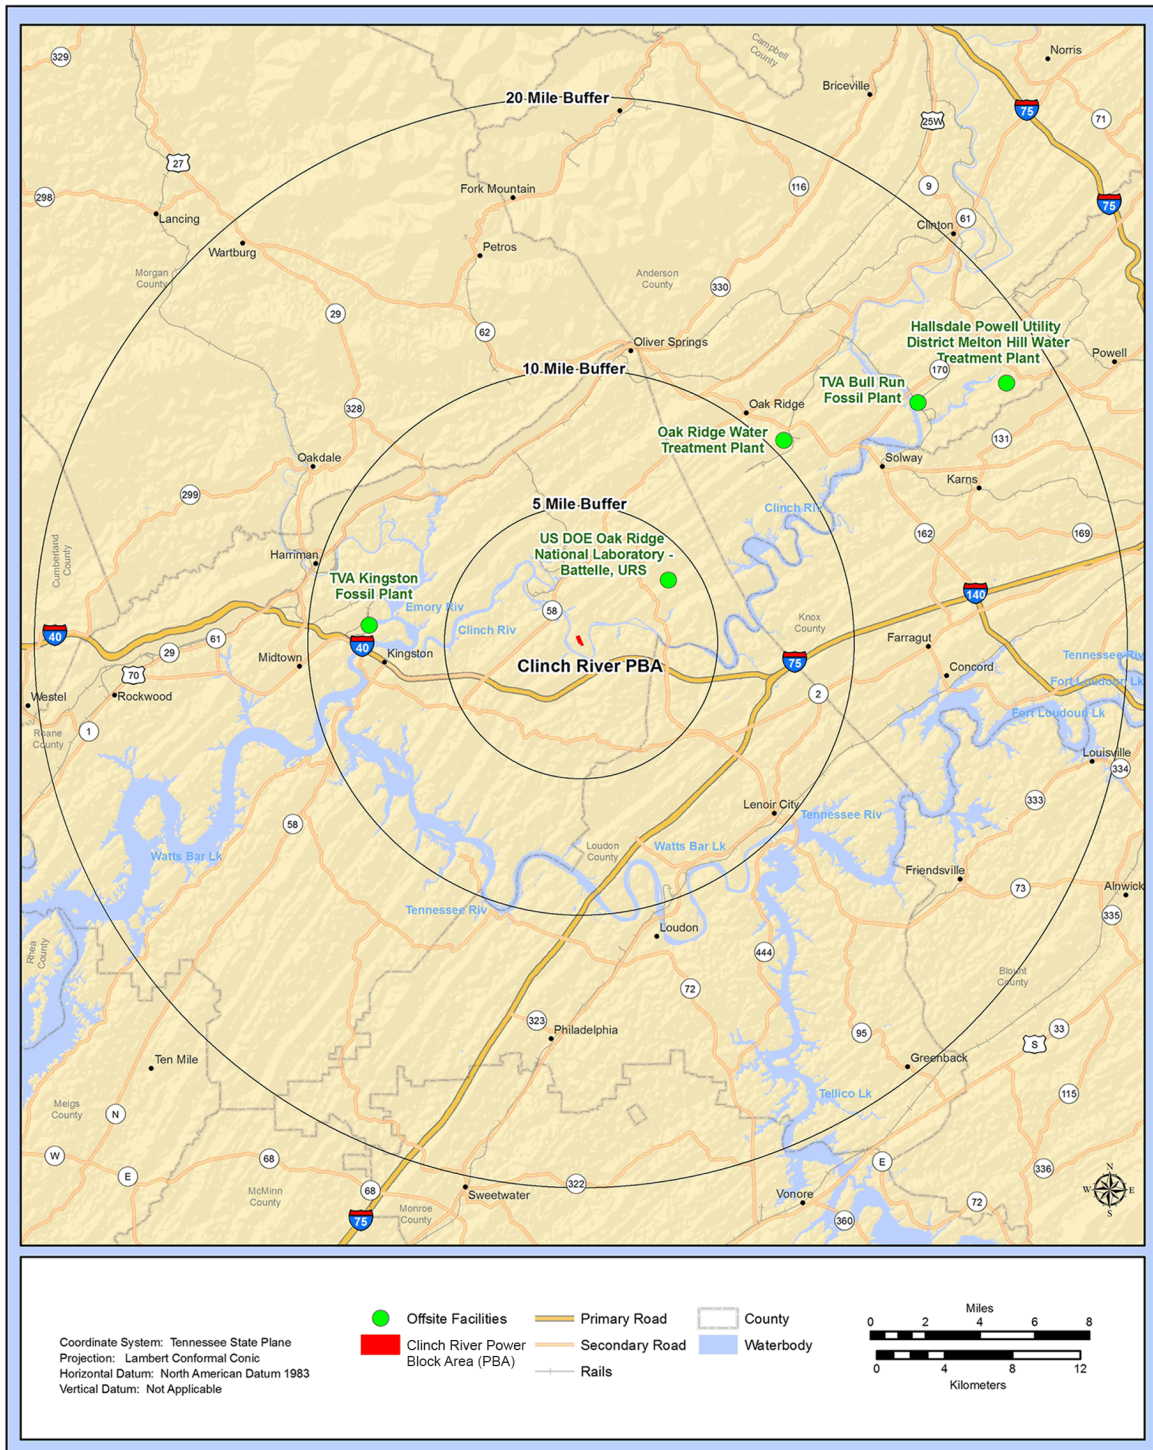 Campbell
County
Norris
329
Briceville
20 Mile Buffer
75
25W
71
27
298
Fork Mountain
116
9
75
Lancing
61
Clinton
Wartburg
Petros
Morgan
County
Anderson
County
330
29
62
Oliver Springs
Hallsdale Powell Utility
District Melton Hill Water
Treatment Plant
Powell
10 Mile Buffer
170
TVA Bull Run
Fossil Plant
328
Oak Ridge
Oak Ridge Water
Treatment Plant
131
Oakdale
Solway
Karns
299
5 Mile Buffer
Clinch Riv
162
169
US DOE Oak Ridge
National Laboratory -
Battelle, URS
Cumberland
County
Harriman
TVA Kingston
Fossil Plant
140
Emory Riv
58
Clinch Riv
Knox
County
40
61
29
40
Farragut
Midtown
Kingston
Clinch River PBA
75
Tennessee Riv
Concord
70
Fort Loudoun Lk
Westel
Rockwood
2
Fort Loudoun Lk
1
Roane
County
Louisville
334
Lenoir City
333
58
Tennessee Riv
Watts Bar Lk
Loudon
County
Watts Bar Lk
Friendsville
73
Alnwick
Tennessee Riv
335
Loudon
Rhea
County
444
Blount
County
72
323
Philadelphia
95
33
S
Ten Mile
Greenback
Tellico Lk
115
Meigs
County
N
W
68
E
E
336
322
N
W
E
S
68
McMinn
County
Sweetwater
Vonore
72
Monroe
County
75
360
Miles
0 2 4 6 8
Offsite Facilities
Primary Road
County
Coordinate System: Tennessee State Plane
Clinch River Power
Block Area (PBA)
Secondary Road
Waterbody
Projection: Lambert Conformal Conic
0 4 8 12
Horizontal Datum: North American Datum 1983
Rails
Kilometers
Vertical Datum: Not Applicable